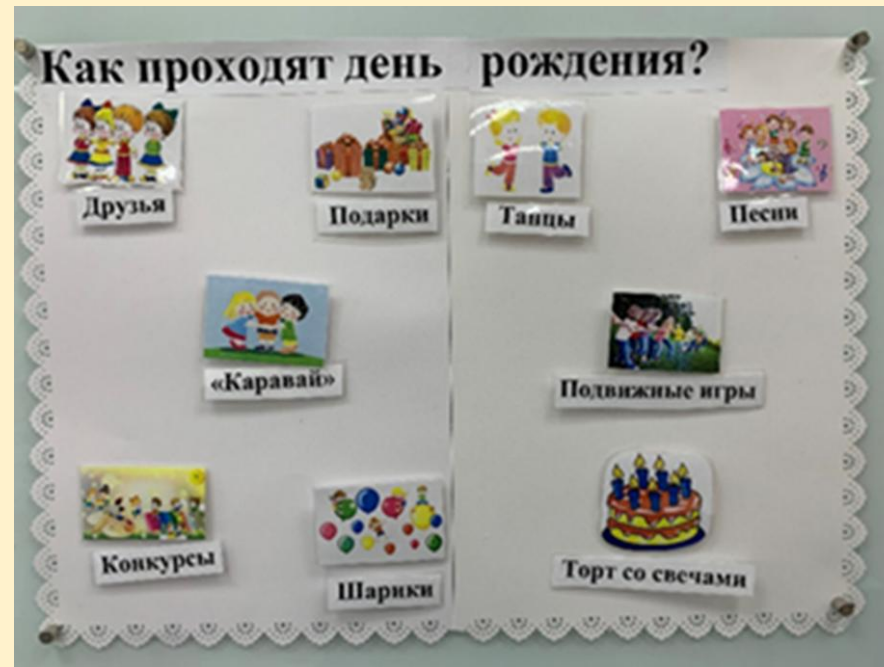 Как проходят день рождения?
Друзья
Подарки
Танцы
Песни
«Каравай»
Подвижные игры
Конкурсы
Шарики
Торт со свечами